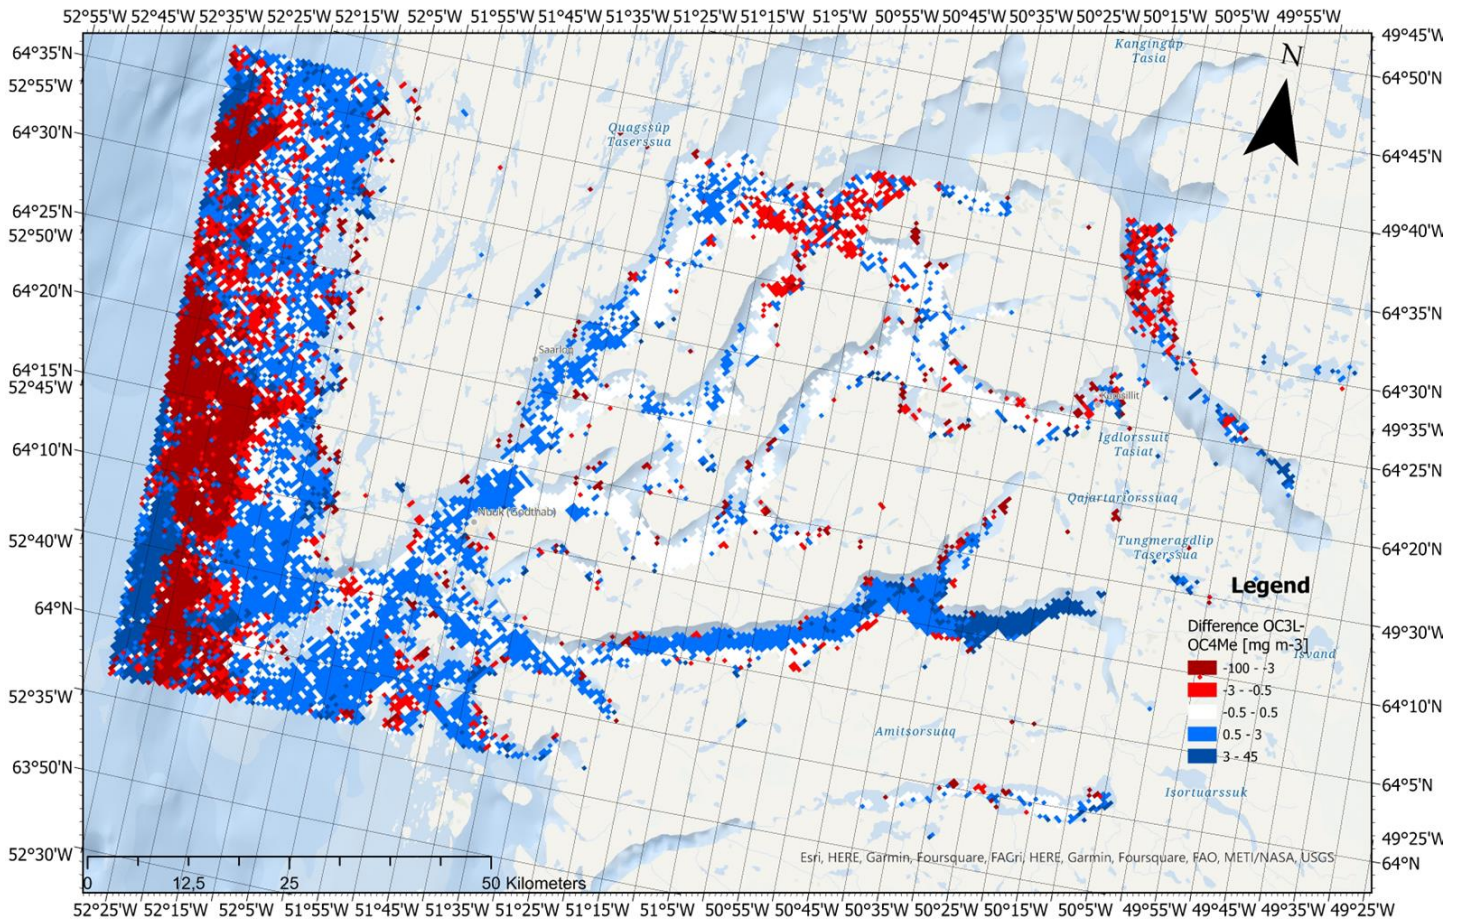 52°55'W 52°45'W 52°35'W 52°25'W 52°15'W 52°5'W 51°55'W 51°45'W 51°35'W 51°25'W 51°15'W 51°5'W 50°55'W 50°45'W 50°35'W 50°25'W 50°15'W 50°5'W 49°55'W
64°35'N
52°55'W
64°30'N
64°25'N
52°50'W
64°20'N
64°15'N
52°45'W
64°10'N
52°40'W
64°N
52°35'W
63°50'N
52°30'W
49°45'W
64°50'N
64°45'N
49°40'W
64°35'N
64°30'N
49°35'W
64°25'N
64°20'N
49°30'W
64°10'N
64°5'N
49°25'W
64°N
Kangingup
Tasia
N
Quagssûp
Taserssua
Saarloq
Kapisillit
Igdlorssuit
Tasiat
Qajartariorssuaq
Nuuk (Godthab)
Tungmeragdlip
Taserssua
Legend
Difference OC3L-
OC4Me [mg m-3]
Isvand
-100 - -3
-3 - -0.5
-0.5 - 0.5
0.5 - 3
3 - 45
Amitsorsuaq
Isortuarssuk
Esri, HERE, Garmin, Foursquare, FAO, METI/NASA, USGS
0 12,5 25 50 Kilometers
52°25'W 52°15'W 52°5'W 51°55'W 51°45'W 51°35'W 51°25'W 51°15'W 51°5'W 50°55'W 50°45'W 50°35'W 50°25'W 50°15'W 50°5'W 49°55'W 49°45'W 49°35'W